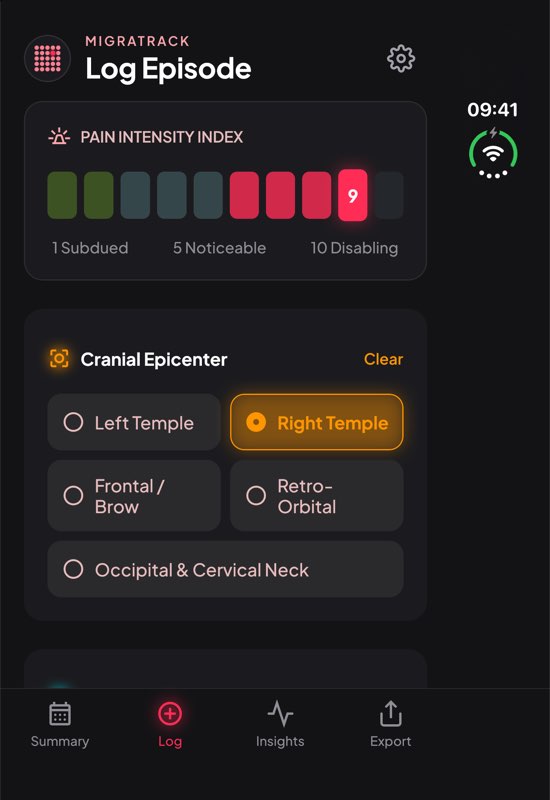 MIGRATRACK
Log Episode
09:41
PAIN INTENSITY INDEX
9
1 Subdued 5 Noticeable 10 Disabling
Cranial Epicenter Clear
Left Temple
Right Temple
Frontal /
Brow
Retro-
Orbital
Occipital & Cervical Neck
Summary Log Insights Export